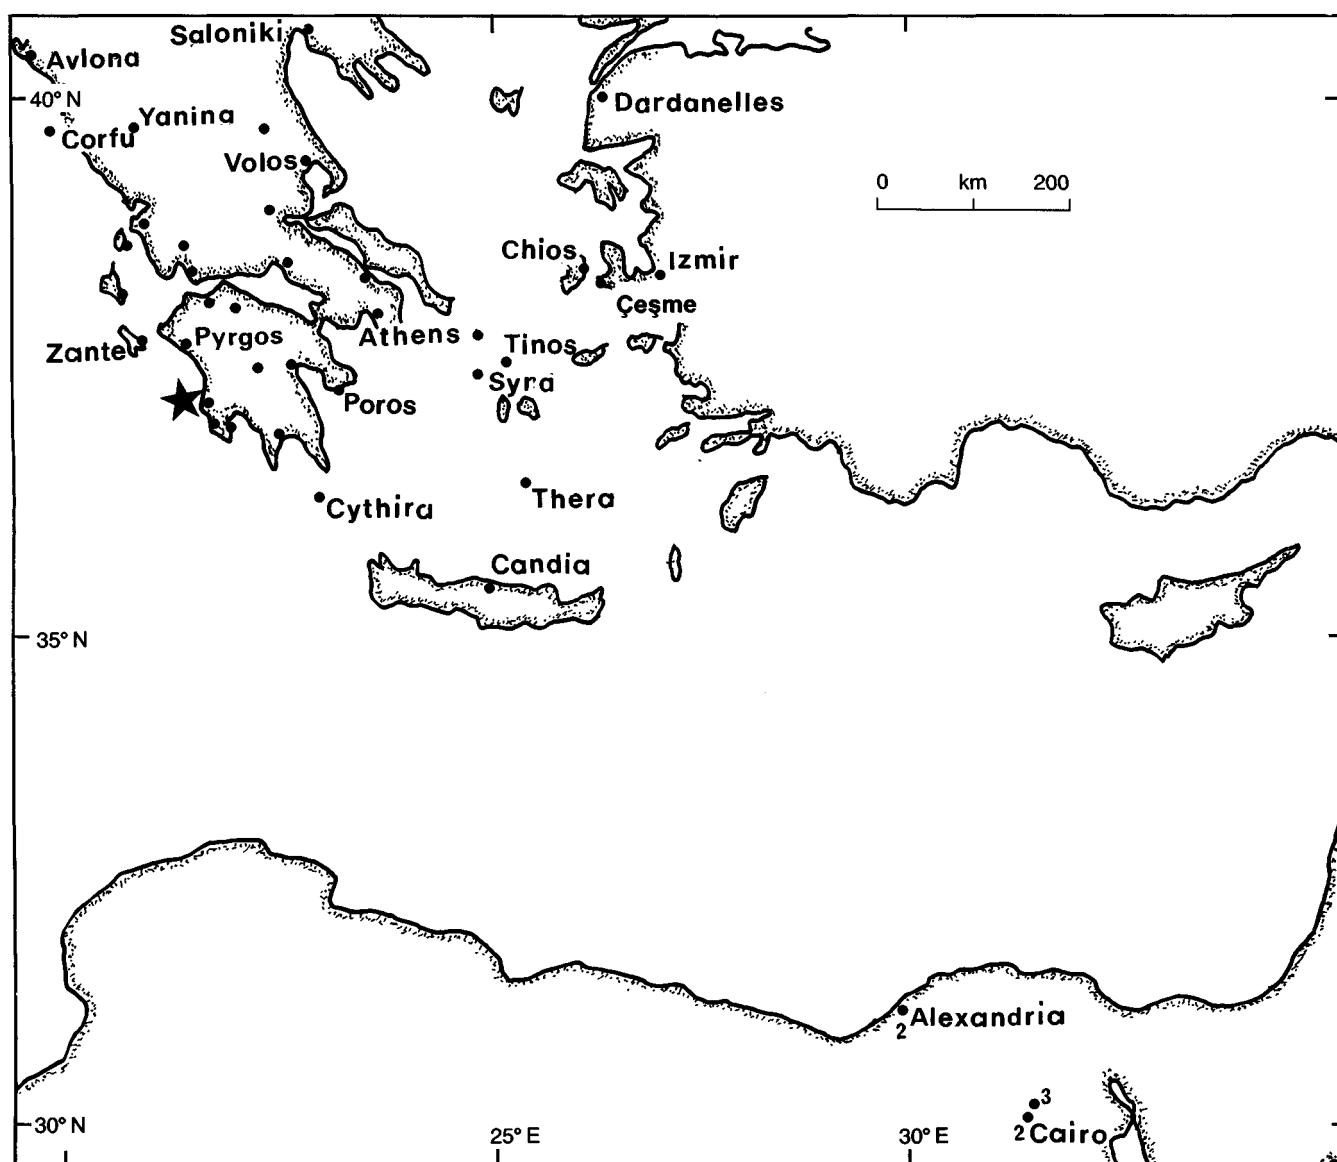 Saloniki
Avlona
40° N
Yanina
Dardanelles
Corfu
Volos
0 km 200
Chios
Izmir
Çeşme
Zante
Pyrgos
Athens
Tinos
Syra
Poros
Cythira
Thera
Candia
35° N
2 Alexandria
3
2 Cairo
30° N
25° E
30° E